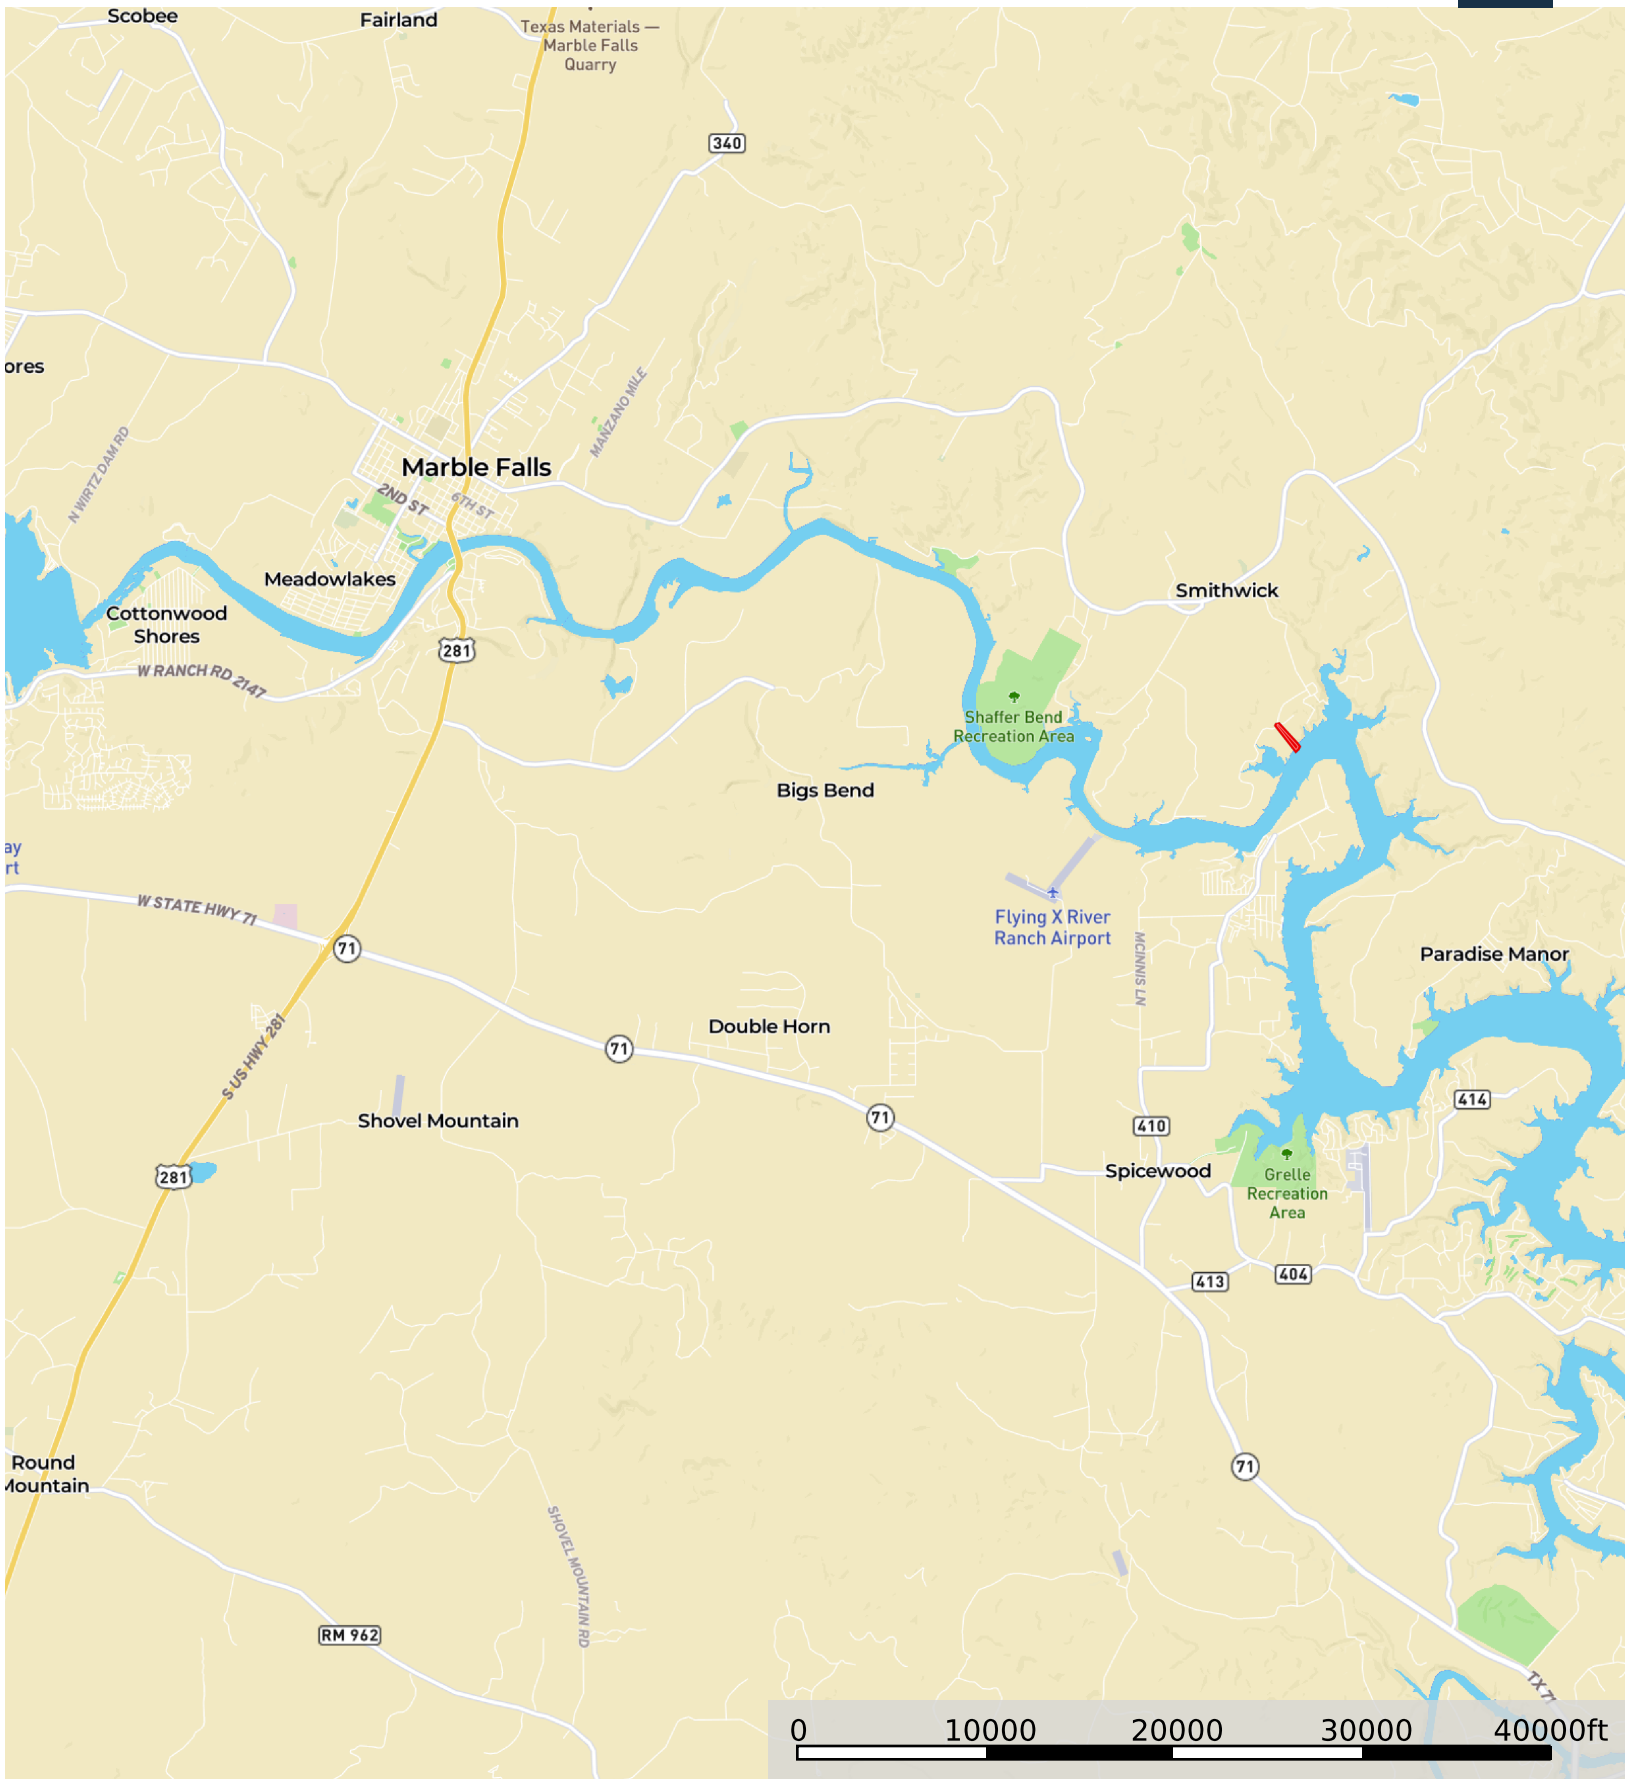 Scobee
Fairland
Texas Materials —
Marble Falls
Quarry
340
ores
N WIRTZ DAM RD
MANZANO MILE
Marble Falls
2ND ST
6TH ST
Meadowlakes
Cottonwood
Shores
W RANCH RD 2147
281
Smithwick
Shaffer Bend
Recreation Area
Bigs Bend
ay
rt
W STATE HWY 71
71
Flying X River
Ranch Airport
MCINNIS LN
Paradise Manor
S US HWY 281
71
Double Horn
Shovel Mountain
71
414
410
281
Spicewood
Grelle
Recreation
Area
413
404
Round
Mountain
71
SHOVEL MOUNTAIN RD
RM 962
TX 71
0 10000 20000 30000 40000ft